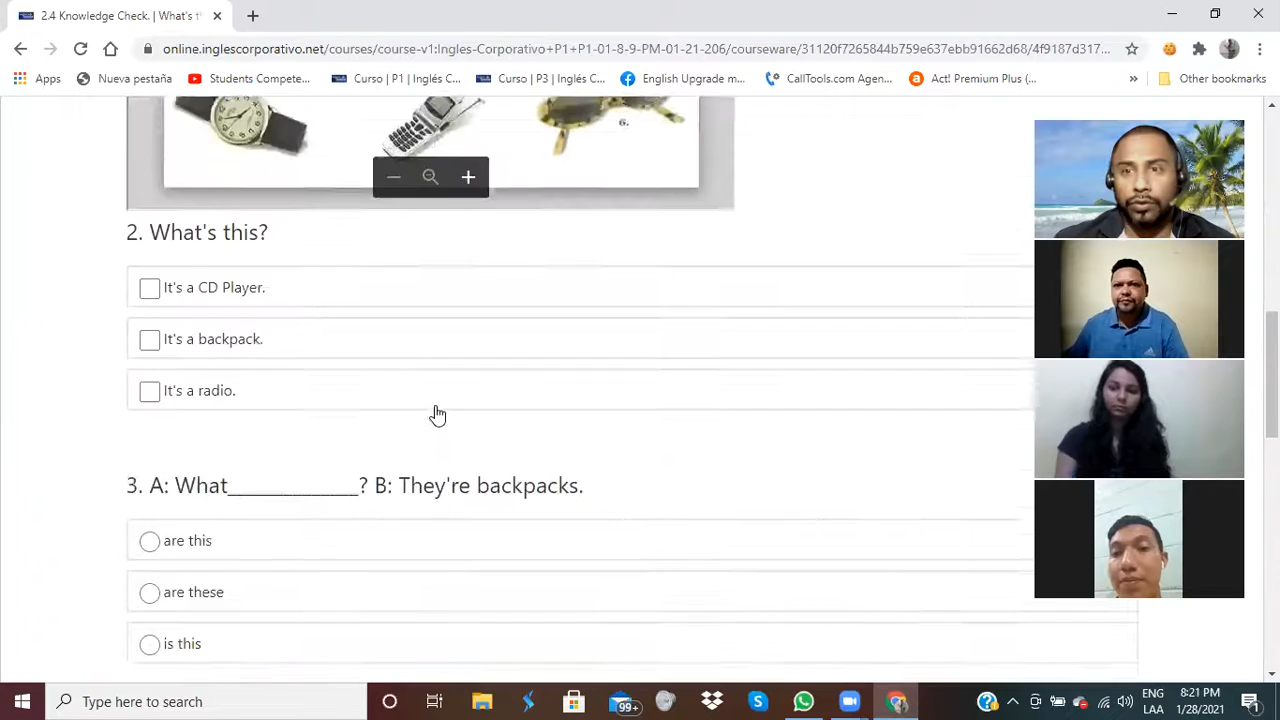 2.4 Knowledge Check. | What's t
online.inglescorporativo.net/courses/course-v1:Ingles-Corporativo+P1+P1-01-8-9-PM-01-21-206/courseware/31120f7265844b759e637ebb91662d68/4f9187d317...
Apps
Nueva pestaña
Students Compete...
Curso | P1 | Inglés C...
Curso | P3 | Inglés C...
English Upgrade m...
CallTools.com Agen...
Act! Premium Plus (...
»
Other bookmarks
6.
2. What's this?
It's a CD Player.
It's a backpack.
It's a radio.
3. A: What____________? B: They're backpacks.
are this
are these
is this
Type here to search
99+
ENG
LAA
8:21 PM
1/28/2021